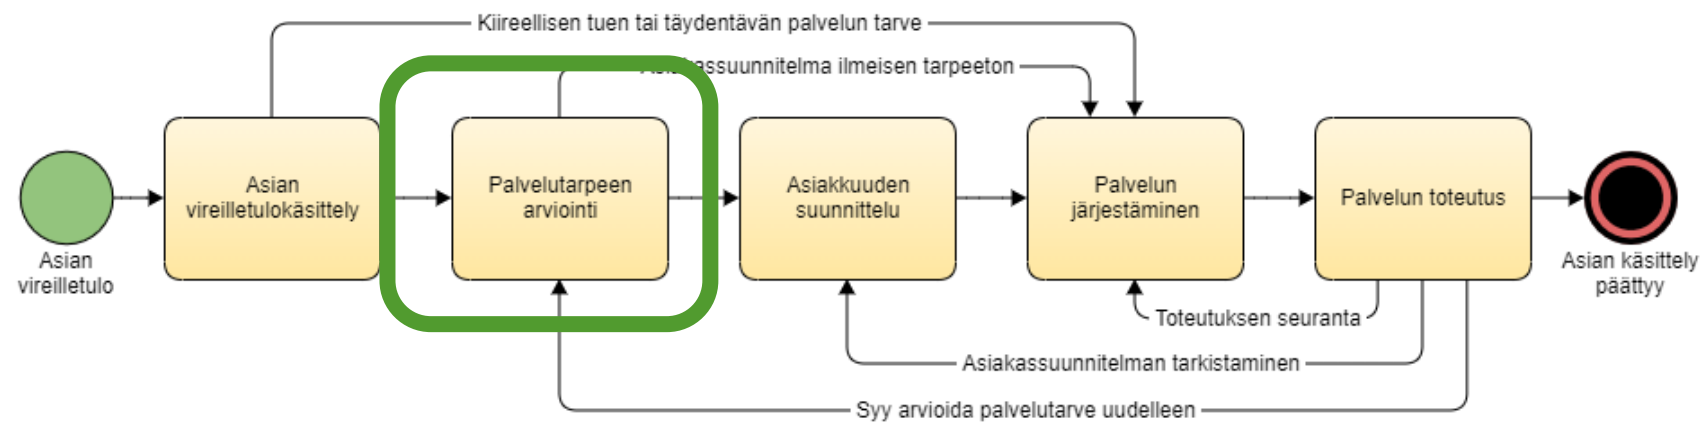 Kiireellisen tuen tai täydentävän palvelun tarve
Asiakassuunnitelma ilmeisen tarpeeton
Asian
vireilletulo
Asian
vireilletulokäsittely
Palvelutarpeen
arviointi
Asiakkuuden
suunnittelu
Palvelun
järjestäminen
Palvelun toteutus
Asian käsittely
päättyy
Toteutuksen seuranta
Asiakassuunnitelman tarkistaminen
Syy arvioida palvelutarve uudelleen